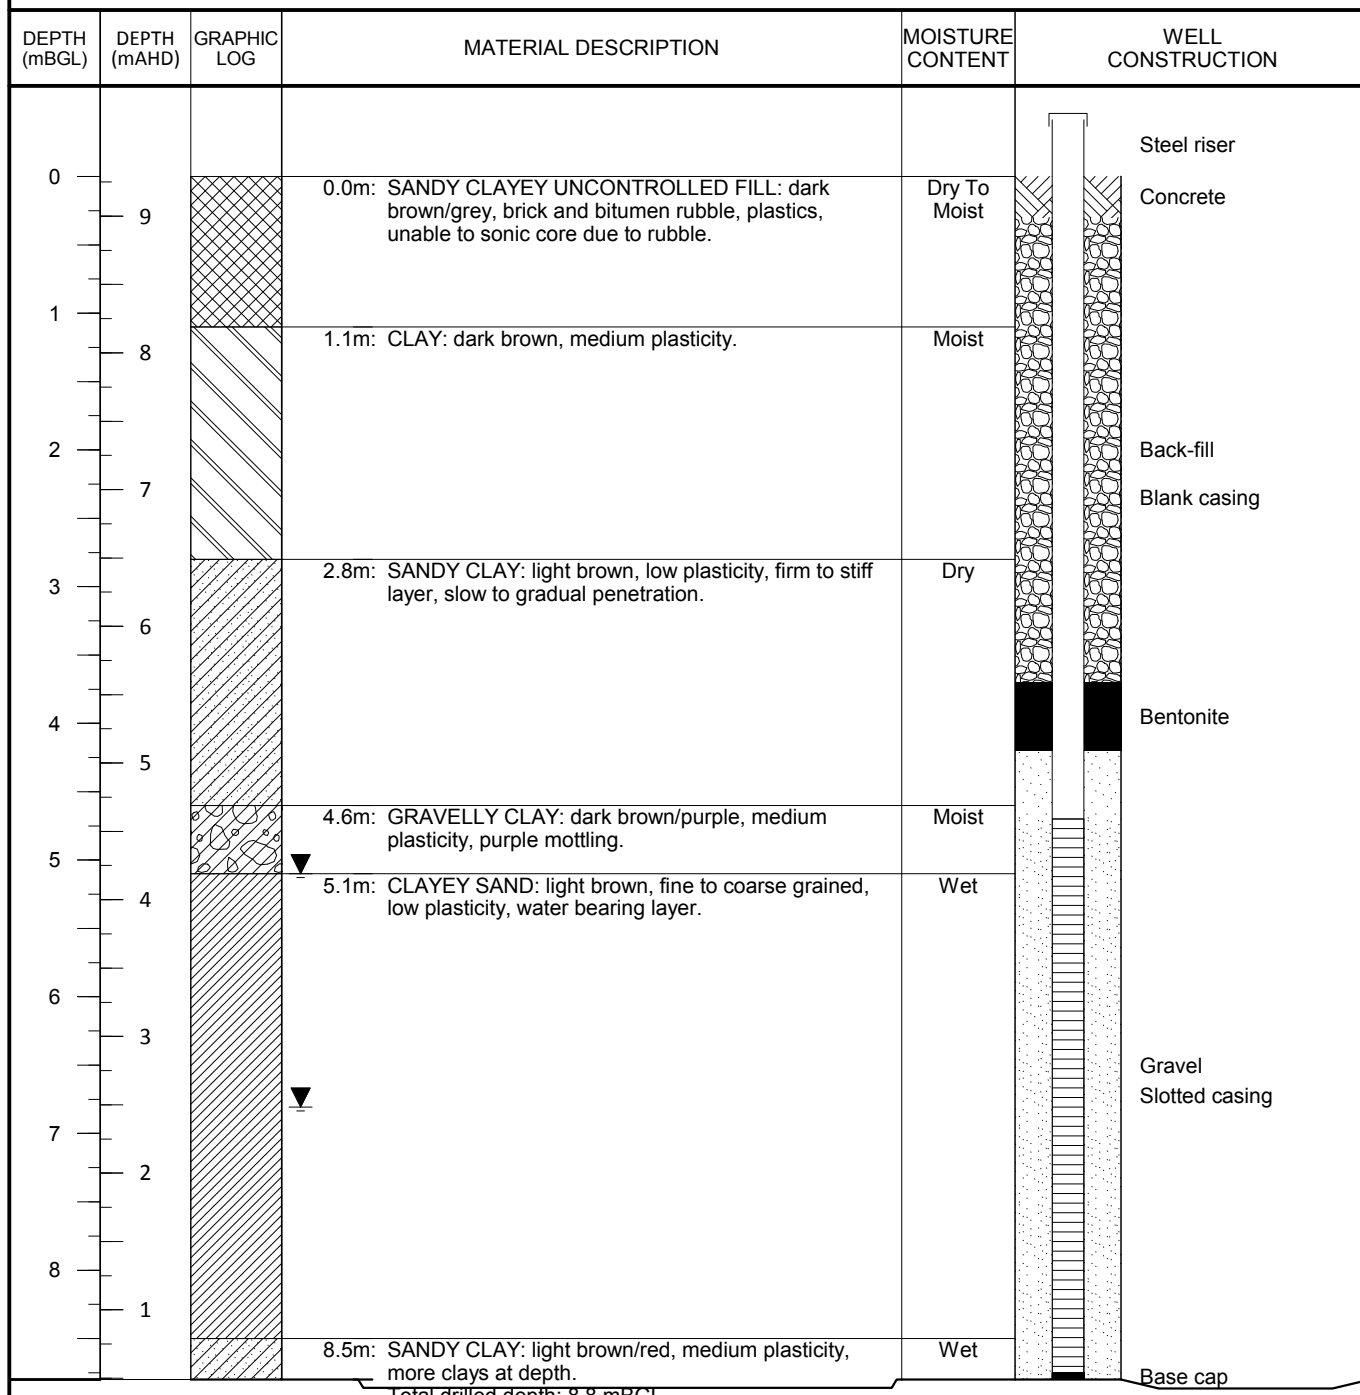 DEPTH (mBGL)
DEPTH (mAHD)
GRAPHIC LOG
MATERIAL DESCRIPTION
MOISTURE CONTENT
WELL CONSTRUCTION
Steel riser
0
0.0m: SANDY CLAYEY UNCONTROLLED FILL: dark
brown/grey, brick and bitumen rubble, plastics,
unable to sonic core due to rubble.
Dry To
Moist
Concrete
9
1
1.1m: CLAY: dark brown, medium plasticity.
Moist
8
2
Back-fill
7
Blank casing
2.8m: SANDY CLAY: light brown, low plasticity, firm to stiff
layer, slow to gradual penetration.
Dry
3
6
4
Bentonite
5
4.6m: GRAVELLY CLAY: dark brown/purple, medium
plasticity, purple mottling.
Moist
5
5.1m: CLAYEY SAND: light brown, fine to coarse grained,
low plasticity, water bearing layer.
Wet
4
6
3
Gravel
Slotted casing
7
2
8
1
8.5m: SANDY CLAY: light brown/red, medium plasticity,
more clays at depth.
Wet
Base cap
Total drilled depth: 8.8 mBGL